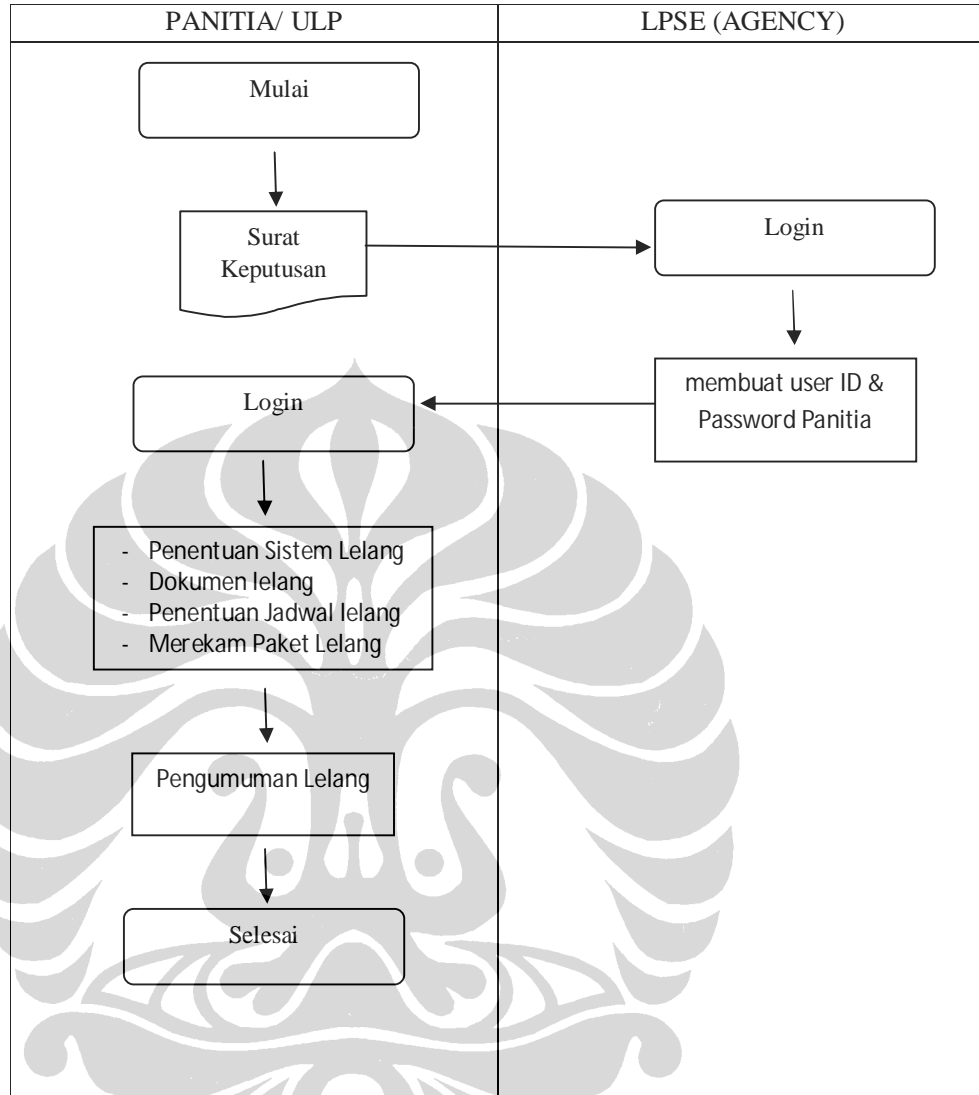 PANITIA/ ULP
LPSE (AGENCY)
Mulai
Surat
Keputusan
Login
membuat user ID &
Password Panitia
Login
- Penentuan Sistem Lelang
- Dokumen lelang
- Penentuan Jadwal lelang
- Merekam Paket Lelang
Pengumuman Lelang
Selesai